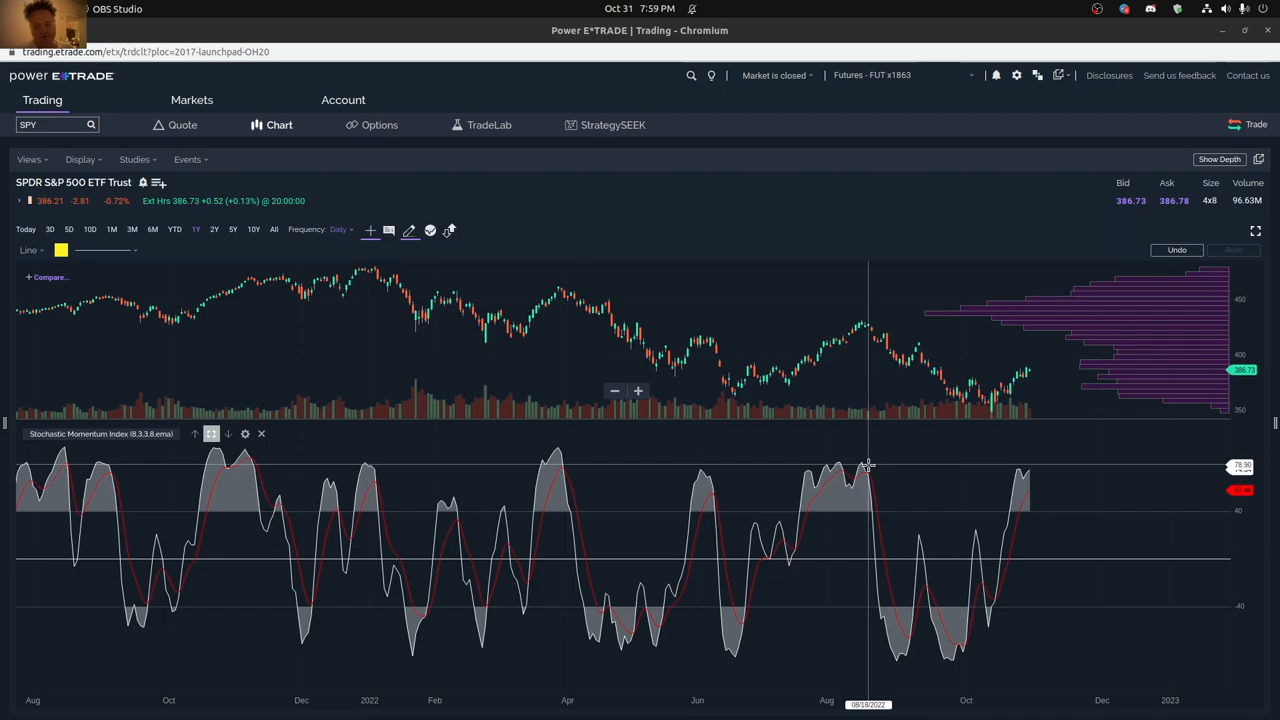 OBS Studio
Oct 31 7:59 PM
Power E*TRADE | Trading - Chromium
trading.etrade.com/etx/trdclt?ploc=2017-launchpad-OH20
power E*TRADE
Market is closed
Futures - FUT x1863
Disclosures
Send us feedback
Contact us
Trading
Markets
Account
SPY
Quote
Chart
Options
TradeLab
StrategySEEK
Trade
Views
Display
Studies
Events
Show Depth
SPDR S&P 500 ETF Trust
Bid
Ask
Size
Volume
386.21 -2.81 -0.72% Ext Hrs 386.73 +0.52 (+0.13%) @ 20:00:00
386.73
386.78
4x8
96.63M
Today 3D 5D 10D 1M 3M 6M YTD 1Y 2Y 5Y 10Y All Frequency: Daily
Line
Undo
Redo
+ Compare...
450
400
386.73
350
Stochastic Momentum Index (8,3,3,8,ema)
78.90
40
-40
Aug
Oct
Dec
2022
Feb
Apr
Jun
Aug
08/18/2022
Oct
Dec
2023